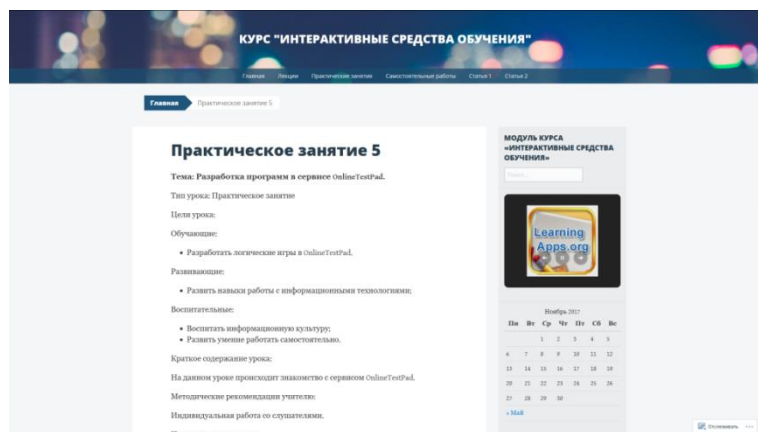 КУРС "ИНТЕРАКТИВНЫЕ СРЕДСТВА ОБУЧЕНИЯ"
Главная Лекции Практические занятия Самостоятельные работы Статья 1 Статья 2
Главная Практическое занятие 5
Практическое занятие 5
Тема: Разработка программ в сервисе OnlineTestPad.
Тип урока: Практическое занятие
Цели урока:
Обучающие:
• Разработать логические игры в OnlineTestPad.
Развивающие:
• Развить навыки работы с информационными технологиями;
Воспитательные:
• Воспитать информационную культуру;
• Развить умение работать самостоятельно.
Краткое содержание урока:
На данном уроке происходит знакомство с сервисом OnlineTestPad.
Методические рекомендации учителю:
Индивидуальная работа со слушателями.
МОДУЛЬ КУРСА
«ИНТЕРАКТИВНЫЕ СРЕДСТВА
ОБУЧЕНИЯ»
Поиск...
Learning
Apps.org
Ноябрь 2017
Пн Вт Ср Чт Пт Сб Вс
1 2 3 4 5
6 7 8 9 10 11 12
13 14 15 16 17 18 19
20 21 22 23 24 25 26
27 28 29 30
« Май
Отслеживать ...